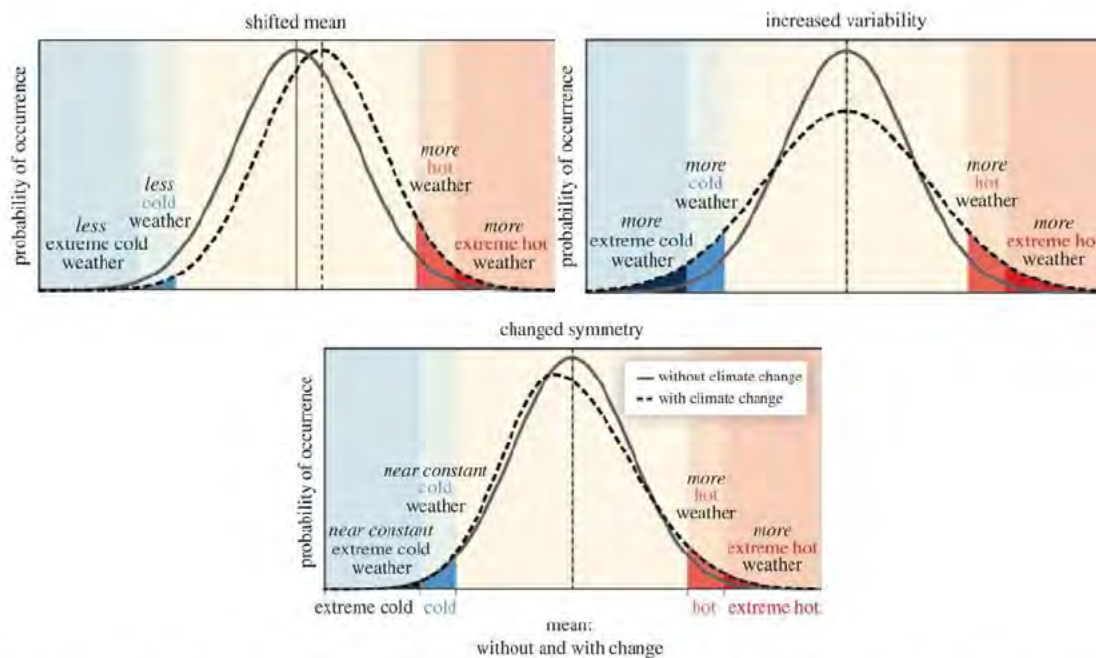 shifted mean
probability of occurrence
less
cold
weather
less
extreme cold
weather
more
hot
weather
more
extreme hot
weather
increased variability
probability of occurrence
more
cold
weather
more
extreme cold
weather
more
hot
weather
more
extreme hot
weather
changed symmetry
probability of occurrence
without climate change
with climate change
near constant
cold
weather
near constant
extreme cold
weather
more
hot
weather
more
extreme hot
weather
extreme cold cold hot extreme hot
mean:
without and with change